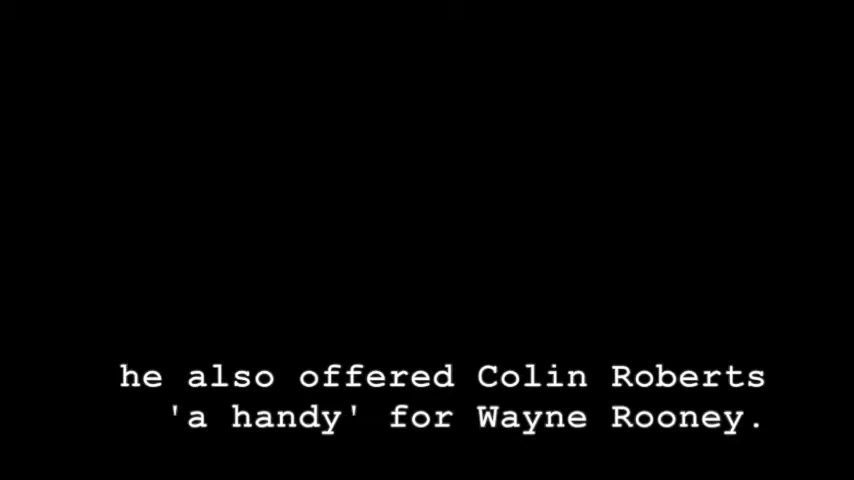 he also offered Colin Roberts
'a handy' for Wayne Rooney.